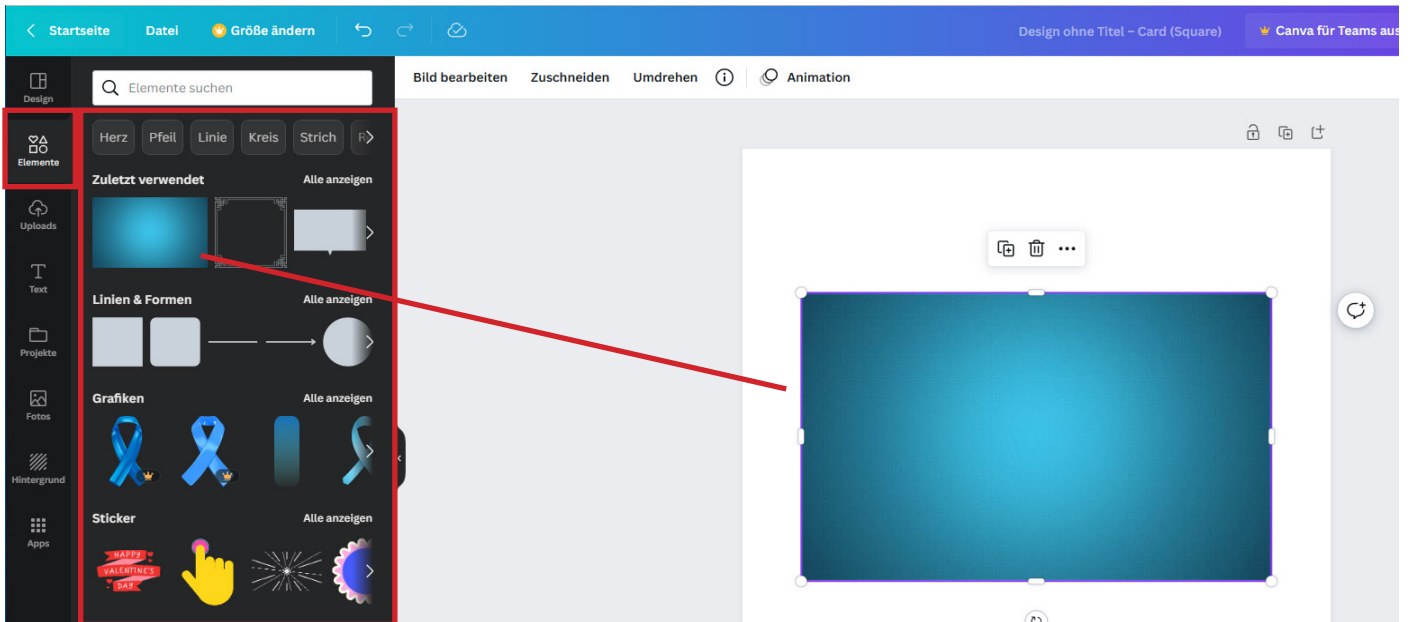 Startseite Datei Größe ändern Design ohne Titel – Card (Square) Canva für Teams aus
Design
Elemente
Uploads
Text
Projekte
Fotos
Hintergrund
Apps
Elemente suchen
Herz Pfeil Linie Kreis Strich R
Zuletzt verwendet Alle anzeigen
Linien & Formen Alle anzeigen
Grafiken Alle anzeigen
Sticker Alle anzeigen
HAPPY
VALENTINE'S
DAY
Bild bearbeiten Zuschneiden Umdrehen Animation